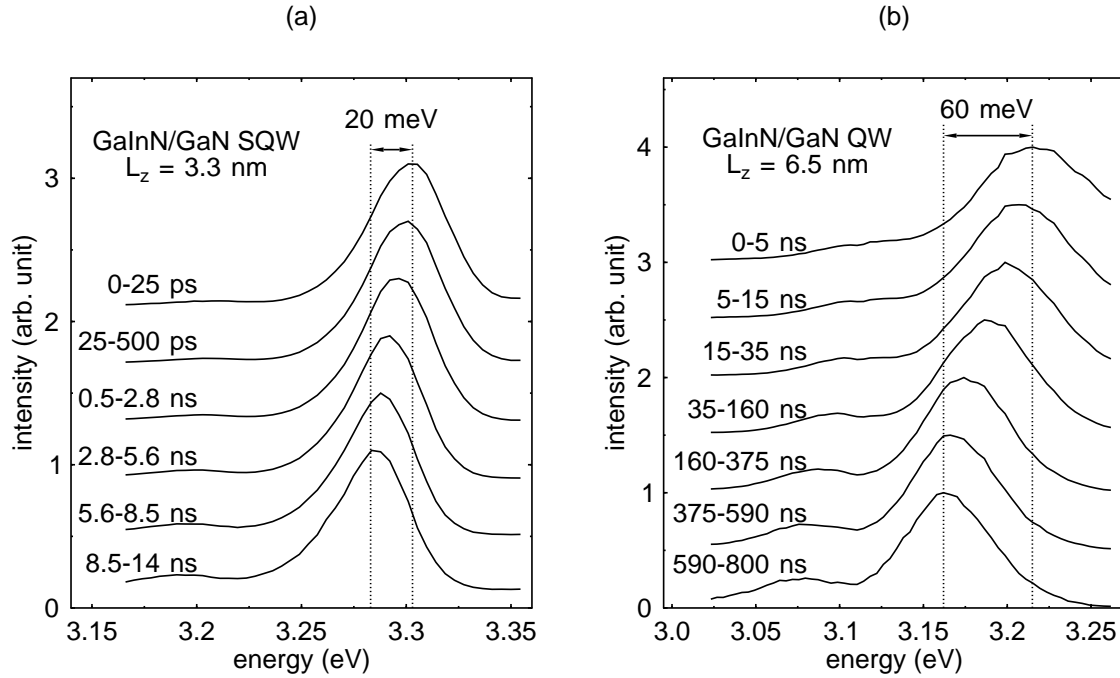 (a)
(b)
20 meV
GaInN/GaN SQW
L_z = 3.3 nm
3
2
1
0
intensity (arb. unit)
0-25 ps
25-500 ps
0.5-2.8 ns
2.8-5.6 ns
5.6-8.5 ns
8.5-14 ns
3.15 3.2 3.25 3.3 3.35
energy (eV)
60 meV
GaInN/GaN QW
L_z = 6.5 nm
4
3
2
1
0
intensity (arb. unit)
0-5 ns
5-15 ns
15-35 ns
35-160 ns
160-375 ns
375-590 ns
590-800 ns
3.0 3.05 3.1 3.15 3.2 3.25
energy (eV)